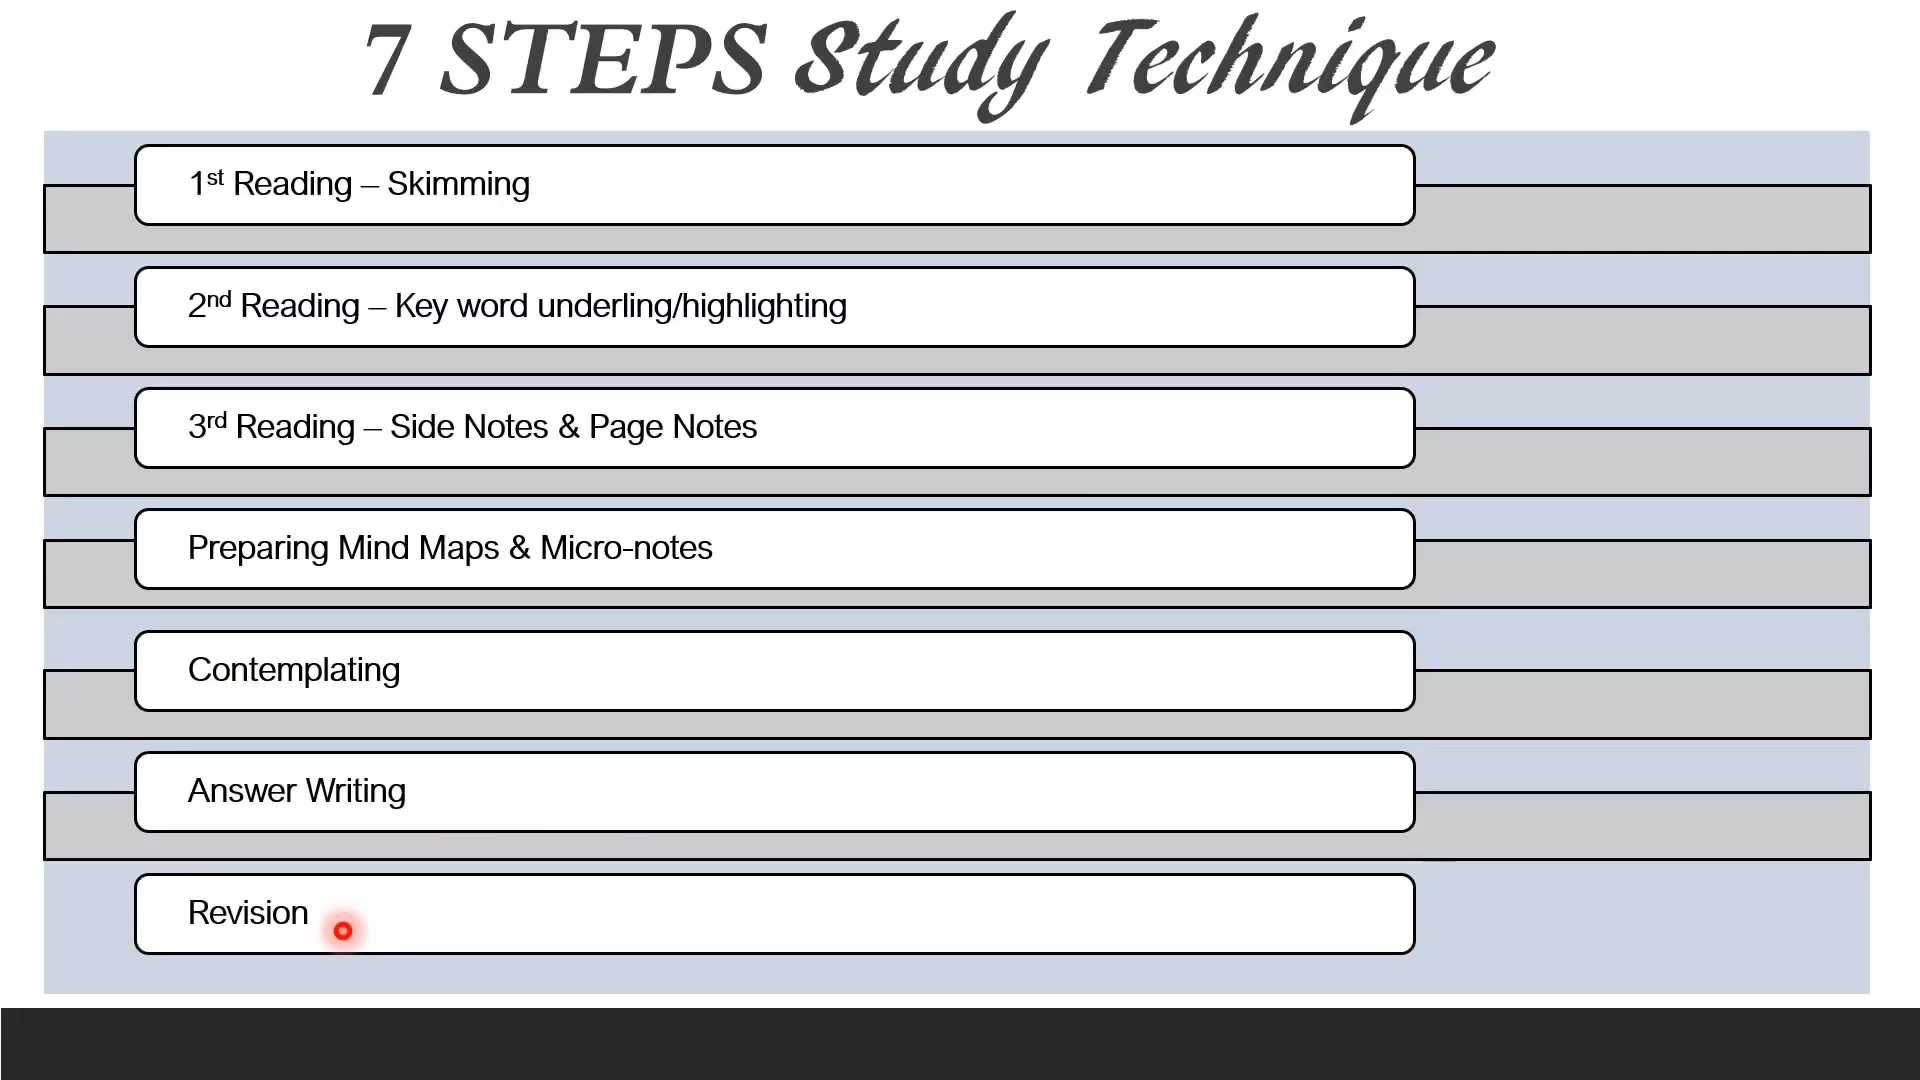 7 STEPS Study Technique
1st Reading – Skimming
2nd Reading – Key word underling/highlighting
3rd Reading – Side Notes & Page Notes
Preparing Mind Maps & Micro-notes
Contemplating
Answer Writing
Revision